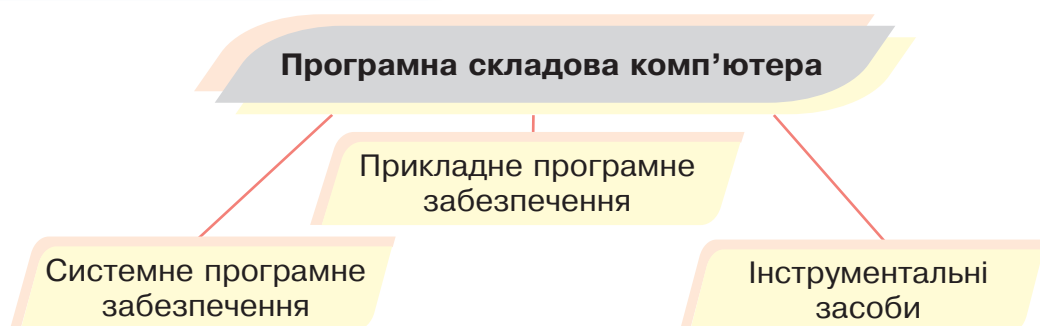 Програмна складова комп’ютера
Прикладне програмне
забезпечення
Системне програмне
забезпечення
Інструментальні
засоби